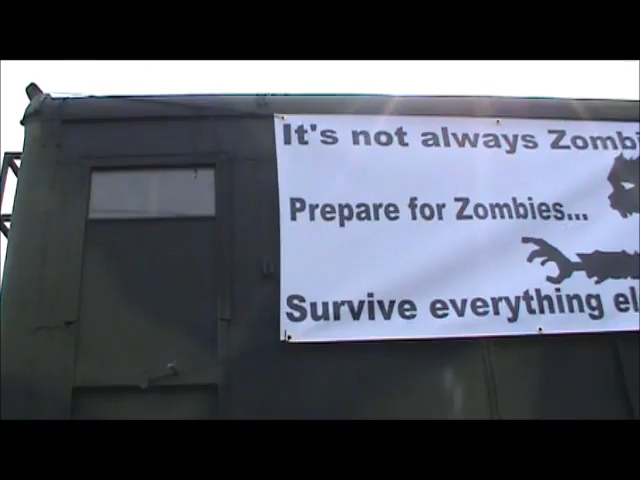 It's not always Zombi
Prepare for Zombies...
Survive everything el